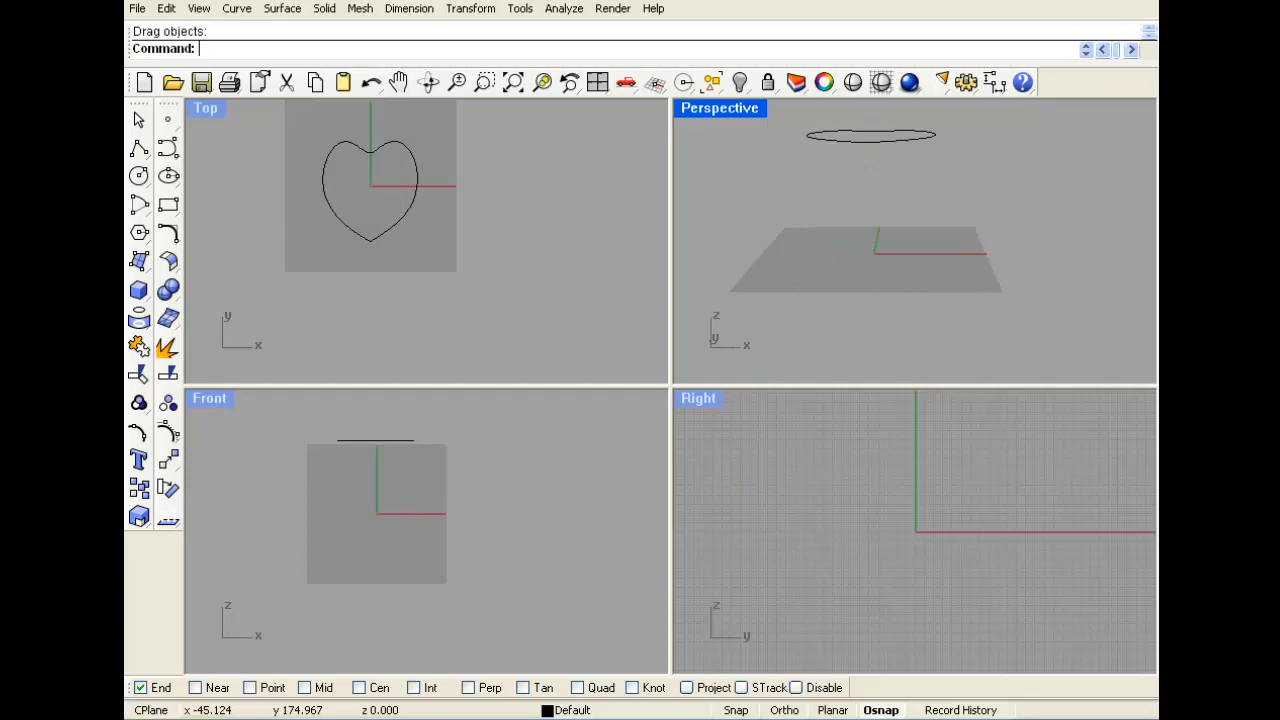 File Edit View Curve Surface Solid Mesh Dimension Transform Tools Analyze Render Help
Drag objects:
Command:
Top
Perspective
y
x
z
y
x
Front
Right
z
x
z
y
End Near Point Mid Cen Int Perp Tan Quad Knot Project STrack Disable
CPlane x -45.124 y 174.967 z 0.000 Default Snap Ortho Planar Osnap Record History